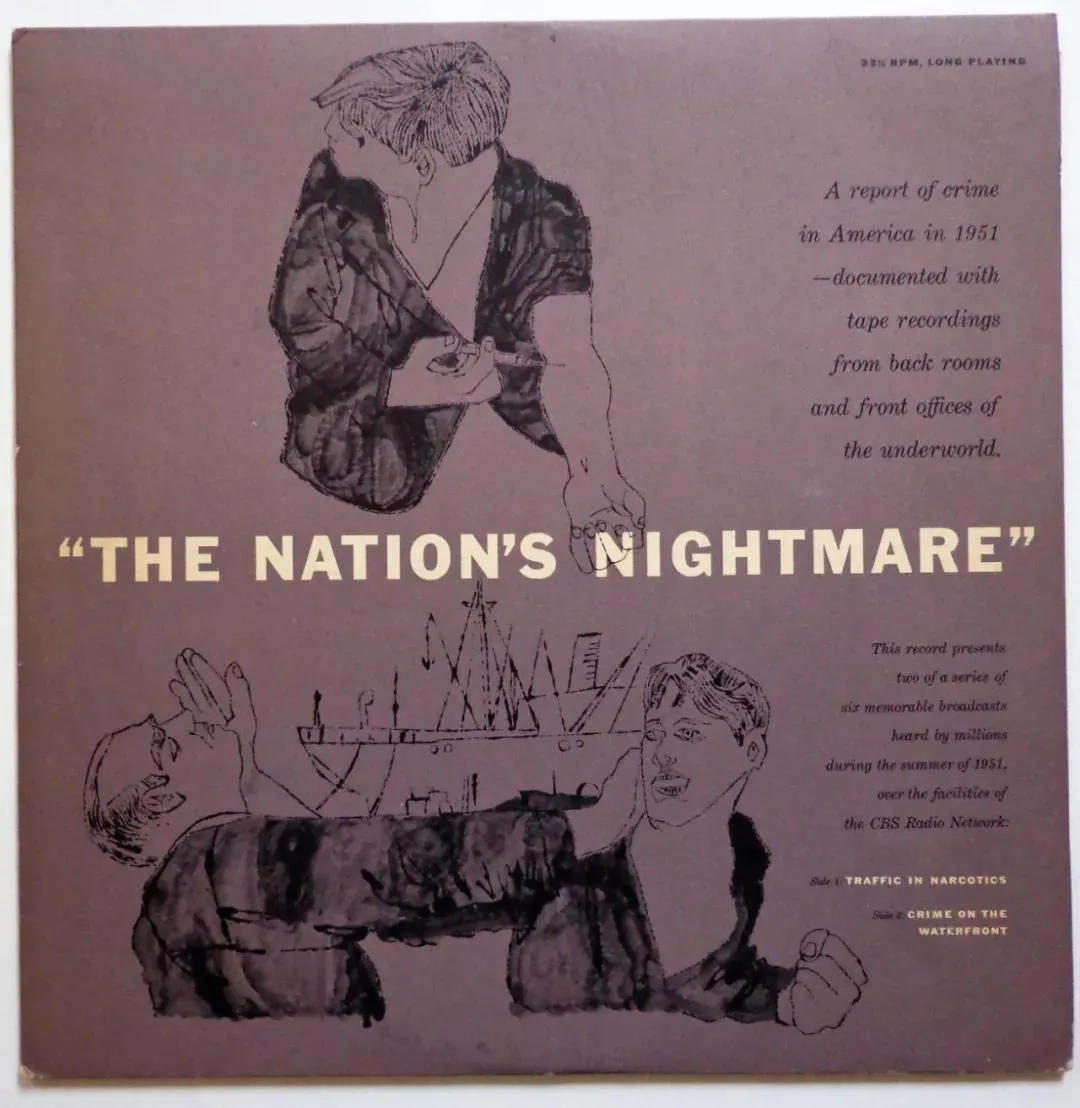 33⅓ RPM, LONG PLAYING
A report of crime
in America in 1951
—documented with
tape recordings
from back rooms
and front offices of
the underworld.
“THE NATION’S NIGHTMARE”
This record presents
two of a series of
six memorable broadcasts
heard by millions
during the summer of 1951,
over the facilities of
the CBS Radio Network:
Side 1: TRAFFIC IN NARCOTICS
Side 2: CRIME ON THE
WATERFRONT